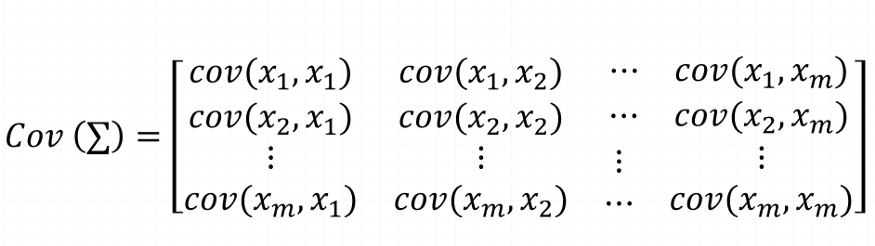 cov(x₁, x₁) cov(x₁, x₂) ⋯ cov(x₁, xₘ)
cov(x₂, x₁) cov(x₂, x₂) ⋯ cov(x₂, xₘ)
Cov (∑) =
⋮ ⋮ ⋮ ⋮
cov(xₘ, x₁) cov(xₘ, x₂) ⋯ cov(xₘ, xₘ)